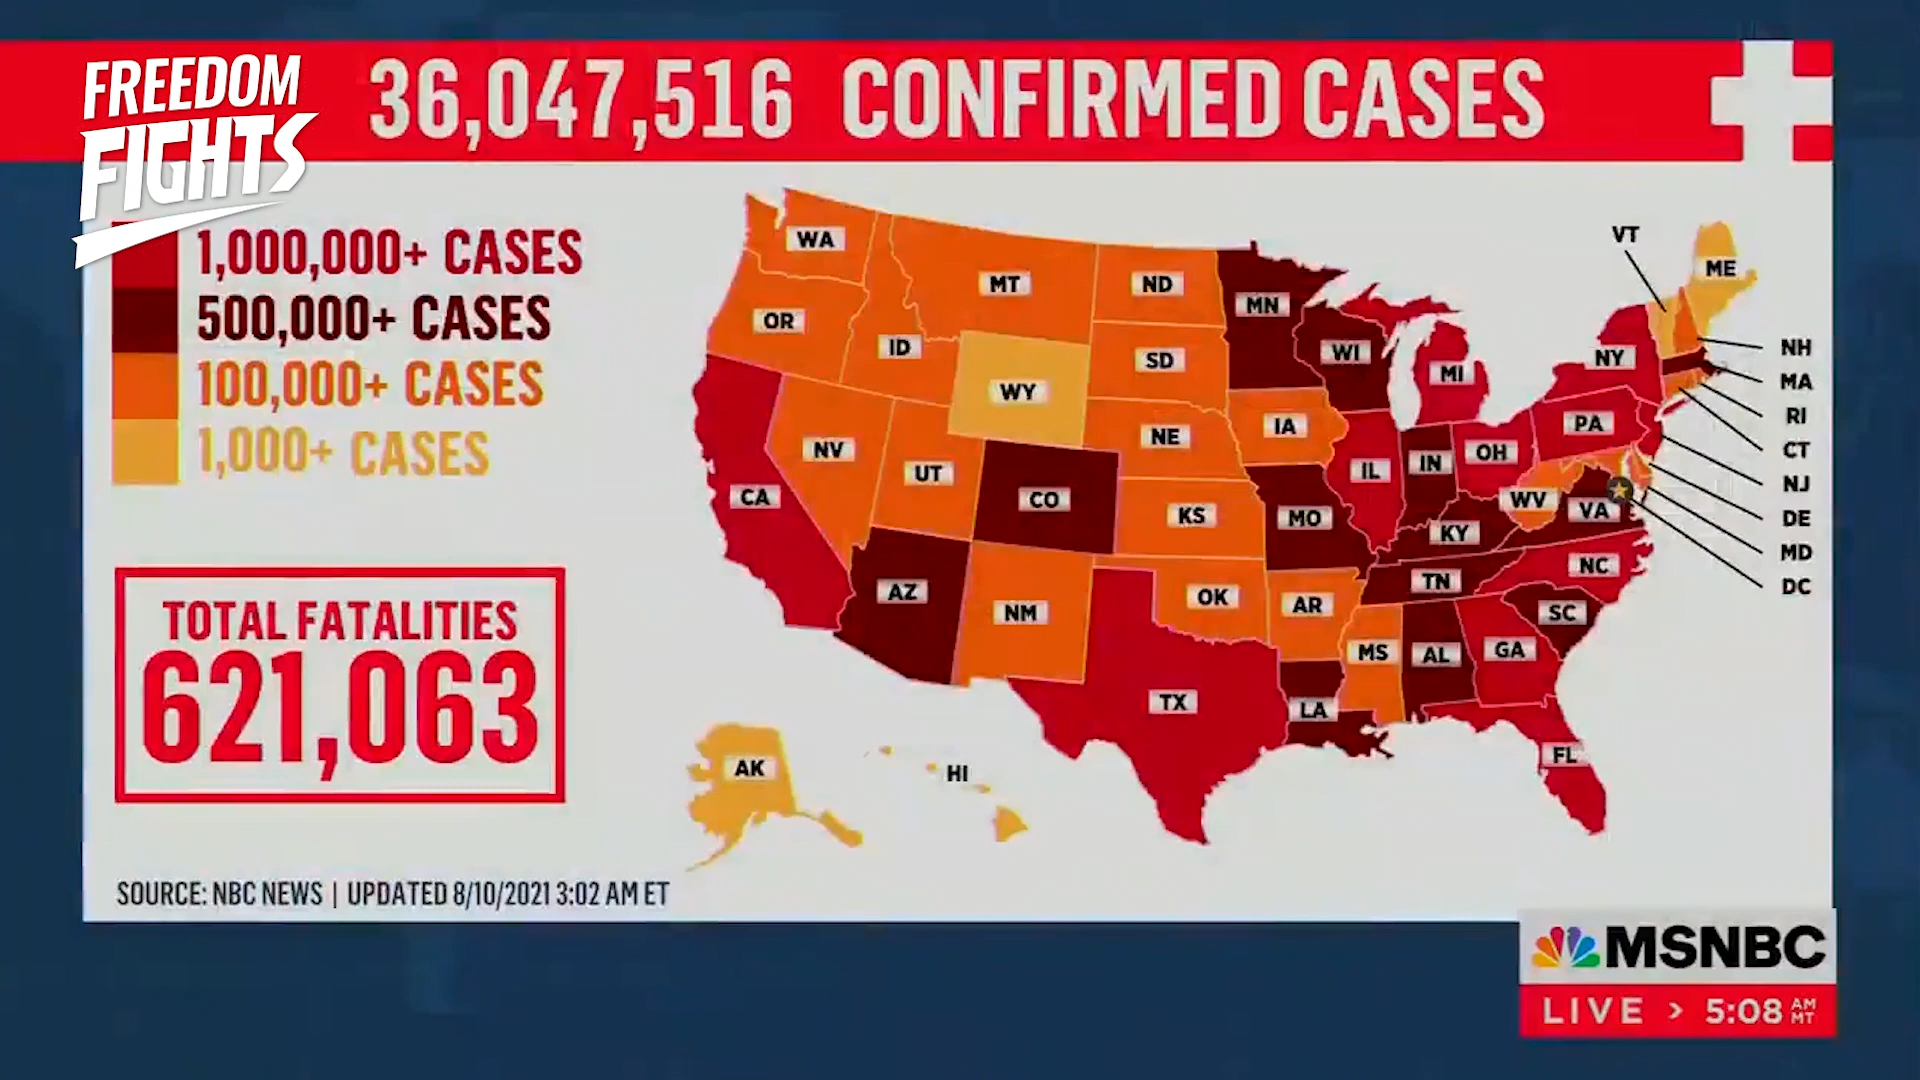 FREEDOM
FIGHTS
36,047,516 CONFIRMED CASES
1,000,000+ CASES
500,000+ CASES
100,000+ CASES
1,000+ CASES
TOTAL FATALITIES
621,063
SOURCE: NBC NEWS | UPDATED 8/10/2021 3:02 AM ET
WA
OR
CA
ID
NV
MT
WY
UT
CO
AZ
NM
ND
SD
NE
KS
OK
TX
MN
IA
MO
AR
LA
WI
IL
MI
IN
OH
KY
TN
MS
AL
GA
FL
SC
NC
VA
WV
PA
NY
VT
ME
NH
MA
RI
CT
NJ
DE
MD
DC
AK
HI
MSNBC
LIVE > 5:08 AM MT